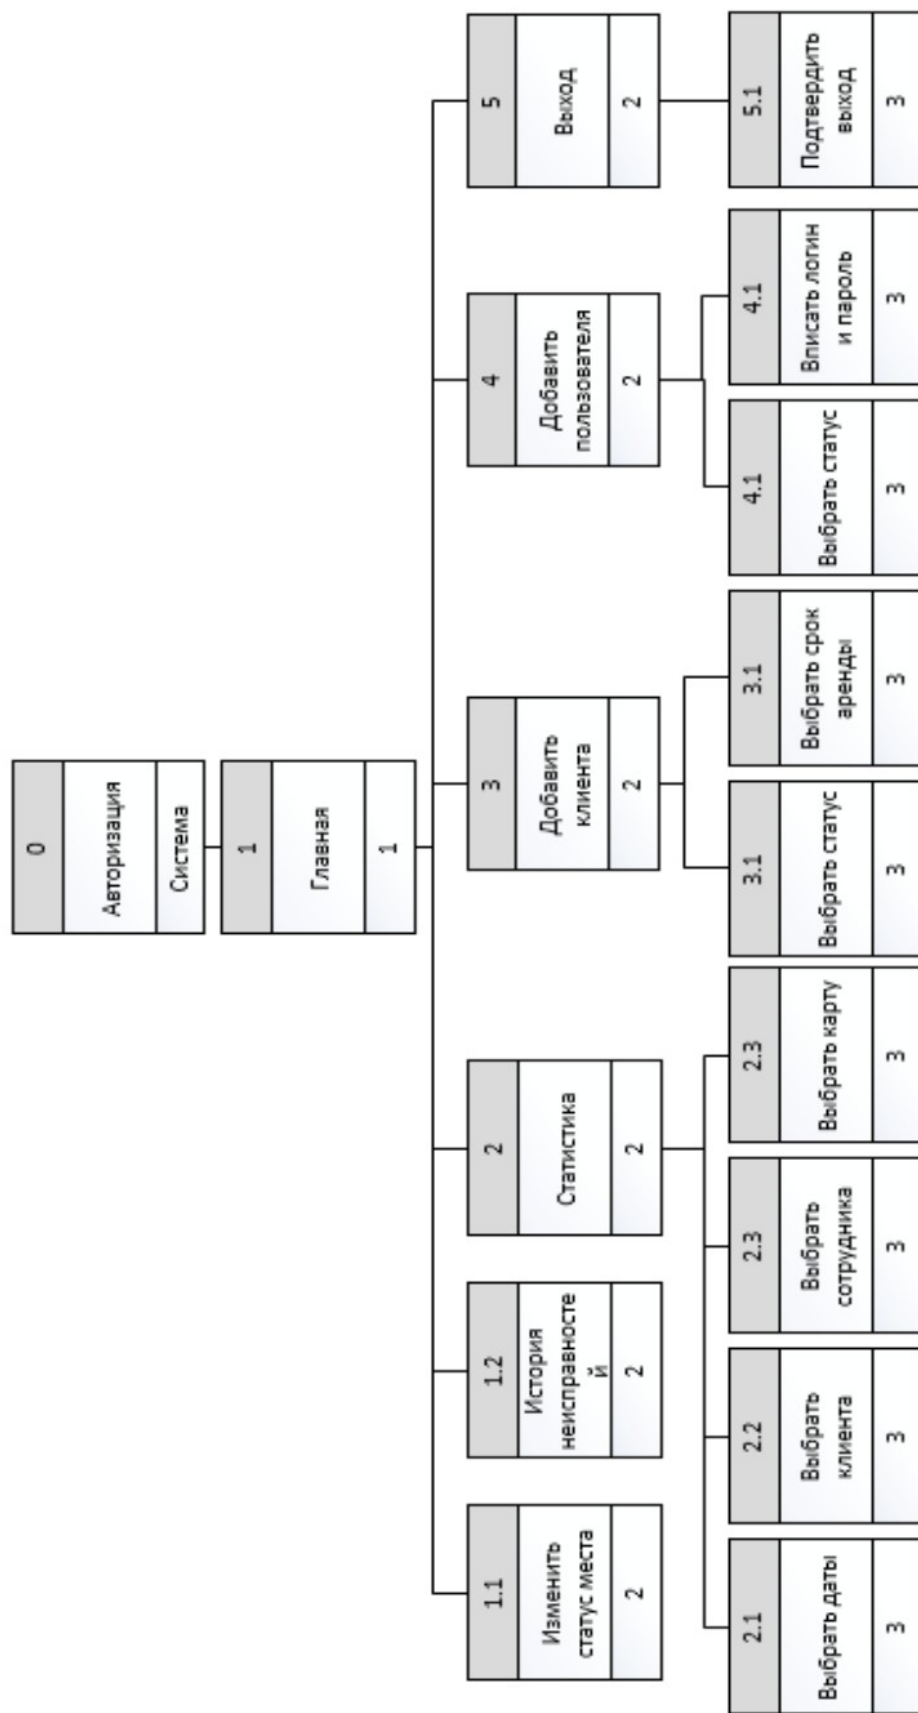 0
Авторизация
Система
1
Главная
1
1.1
Изменить
статус места
2
1.2
История
неисправносте
й
2
2
Статистика
2
3
Добавить
клиента
2
4
Добавить
пользователя
2
5
Выход
2
2.1
Выбрать даты
3
2.2
Выбрать
клиента
3
2.3
Выбрать
сотрудника
3
2.3
Выбрать карту
3
3.1
Выбрать статус
3
3.1
Выбрать срок
аренды
3
4.1
Выбрать статус
3
4.1
Вписать логин
и пароль
3
5.1
Подтвердить
выход
3